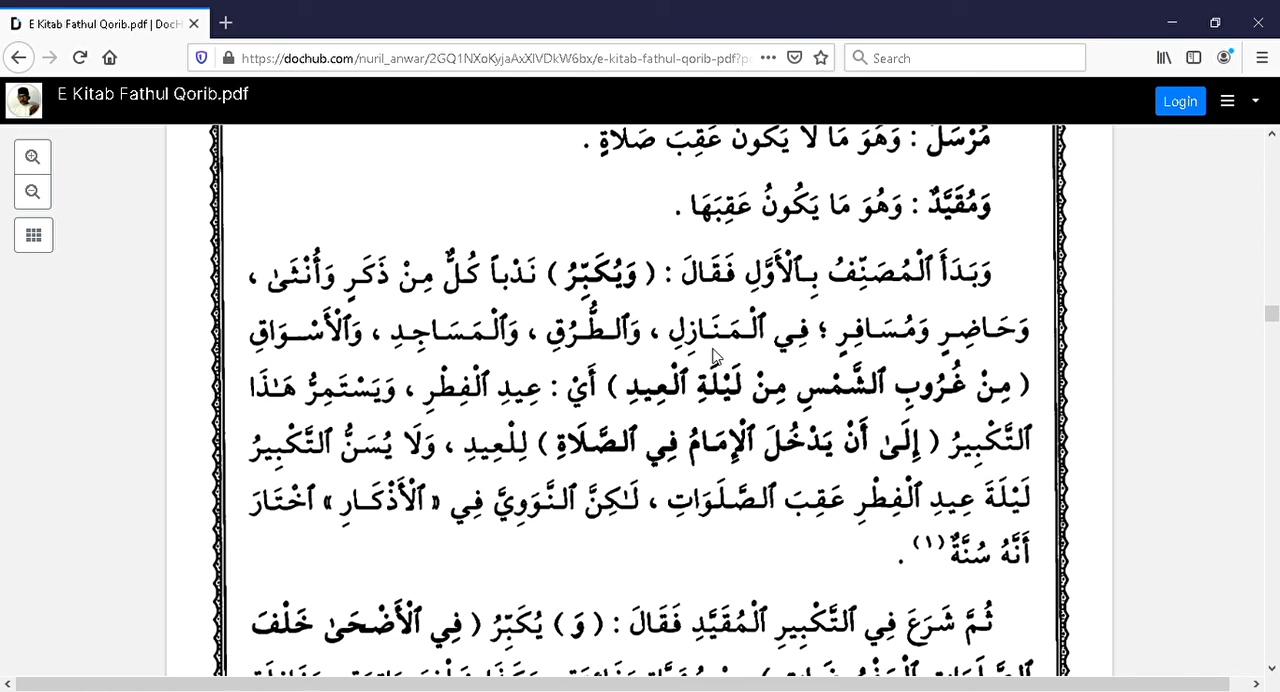 E Kitab Fathul Qorib.pdf | DocH
https://dochub.com/nuril_anwar/2GQ1NXoKyjaAxXlVDkW6bx/e-kitab-fathul-qorib-pdf?p
Search
E Kitab Fathul Qorib.pdf
Login
مُرْسَلٌ : وَهُوَ مَا لَا يَكُونُ عَقِبَ صَلَاةٍ .
وَمُقَيَّدٌ : وَهُوَ مَا يَكُونُ عَقِبَهَا .
وَبَدَأَ ٱلْمُصَنِّفُ بِٱلْأَوَّلِ فَقَالَ : ( وَيُكَبِّرُ ) نَدْباً كُلٌّ مِنْ ذَكَرٍ وَأُنْثَىٰ ،
وَحَاضِرٍ وَمُسَافِرٍ ؛ فِي ٱلْمَنَازِلِ ، وَٱلطُّرُقِ ، وَٱلْمَسَاجِدِ ، وَٱلْأَسْوَاقِ
( مِنْ غُرُوبِ ٱلشَّمْسِ مِنْ لَيْلَةِ ٱلْعِيدِ ) أَيْ : عِيدِ ٱلْفِطْرِ ، وَيَسْتَمِرُّ هَـٰذَا
ٱلتَّكْبِيرُ ( إِلَىٰ أَنْ يَدْخُلَ ٱلْإِمَامُ فِي ٱلصَّلَاةِ ) لِلْعِيدِ ، وَلَا يُسَنُّ ٱلتَّكْبِيرُ
لَيْلَةَ عِيدِ ٱلْفِطْرِ عَقِبَ ٱلصَّلَوَاتِ ، لَـٰكِنَّ ٱلنَّوَوِيَّ فِي « ٱلْأَذْكَارِ » ٱخْتَارَ
أَنَّهُ سُنَّةٌ (١) .
ثُمَّ شَرَعَ فِي ٱلتَّكْبِيرِ ٱلْمُقَيَّدِ فَقَالَ : ( وَ ) يُكَبِّرُ ( فِي ٱلْأَضْحَىٰ خَلْفَ